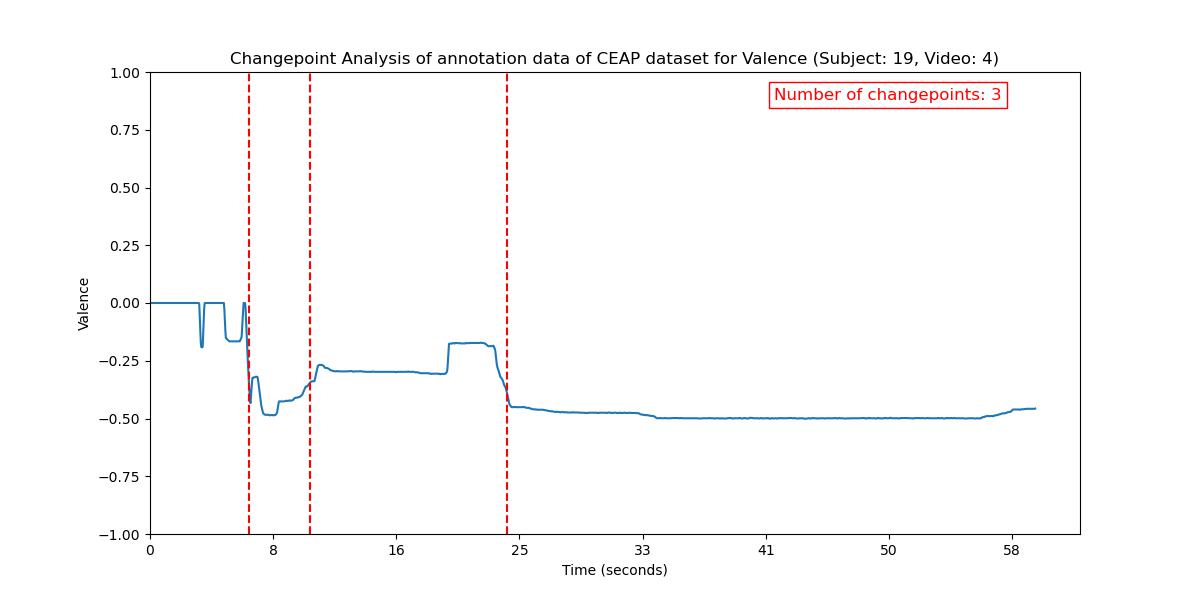 Changepoint Analysis of annotation data of CEAP dataset for Valence (Subject: 19, Video: 4)
Number of changepoints: 3
Valence
1.00
0.75
0.50
0.25
0.00
−0.25
−0.50
−0.75
−1.00
0 8 16 25 33 41 50 58
Time (seconds)